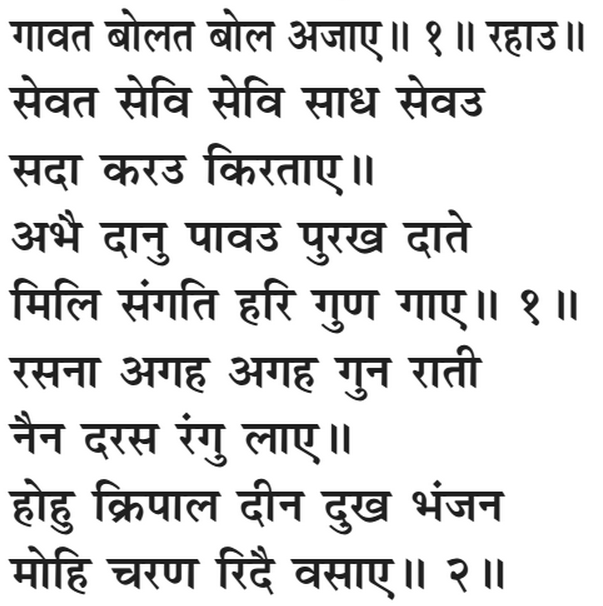 गावत बोलत बोल अजाए॥ १॥ रहाउ॥
सेवत सेवि सेवि साध सेवउ
सदा करउ किरताए॥
अभै दानु पावउ पुरख दाते
मिलि संगति हरि गुण गाए॥ १॥
रसना अगह अगह गुन राती
नैन दरस रंगु लाए॥
होहु क्रिपाल दीन दुख भंजन
मोहि चरण रिदै वसाए॥ २॥